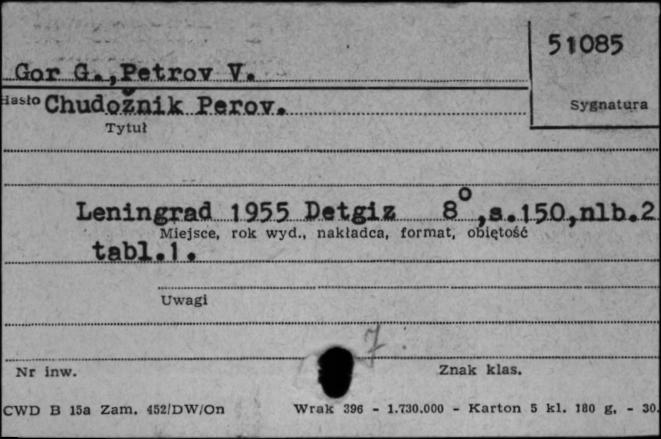 51085
Gor G.,Petrov V.
Hasło Chudožnik Perov.
Sygnatura
Tytuł
Leningrad 1955 Detgiz 8°,s.150,nlb.2
Miejsce, rok wyd., nakładca, format, objętość
tabl.1.
Uwagi
7
Nr inw.
Znak klas.
CWD B 15a Zam. 452/DW/On Wrak 396 - 1.730.000 - Karton 5 kl. 180 g. - 30.